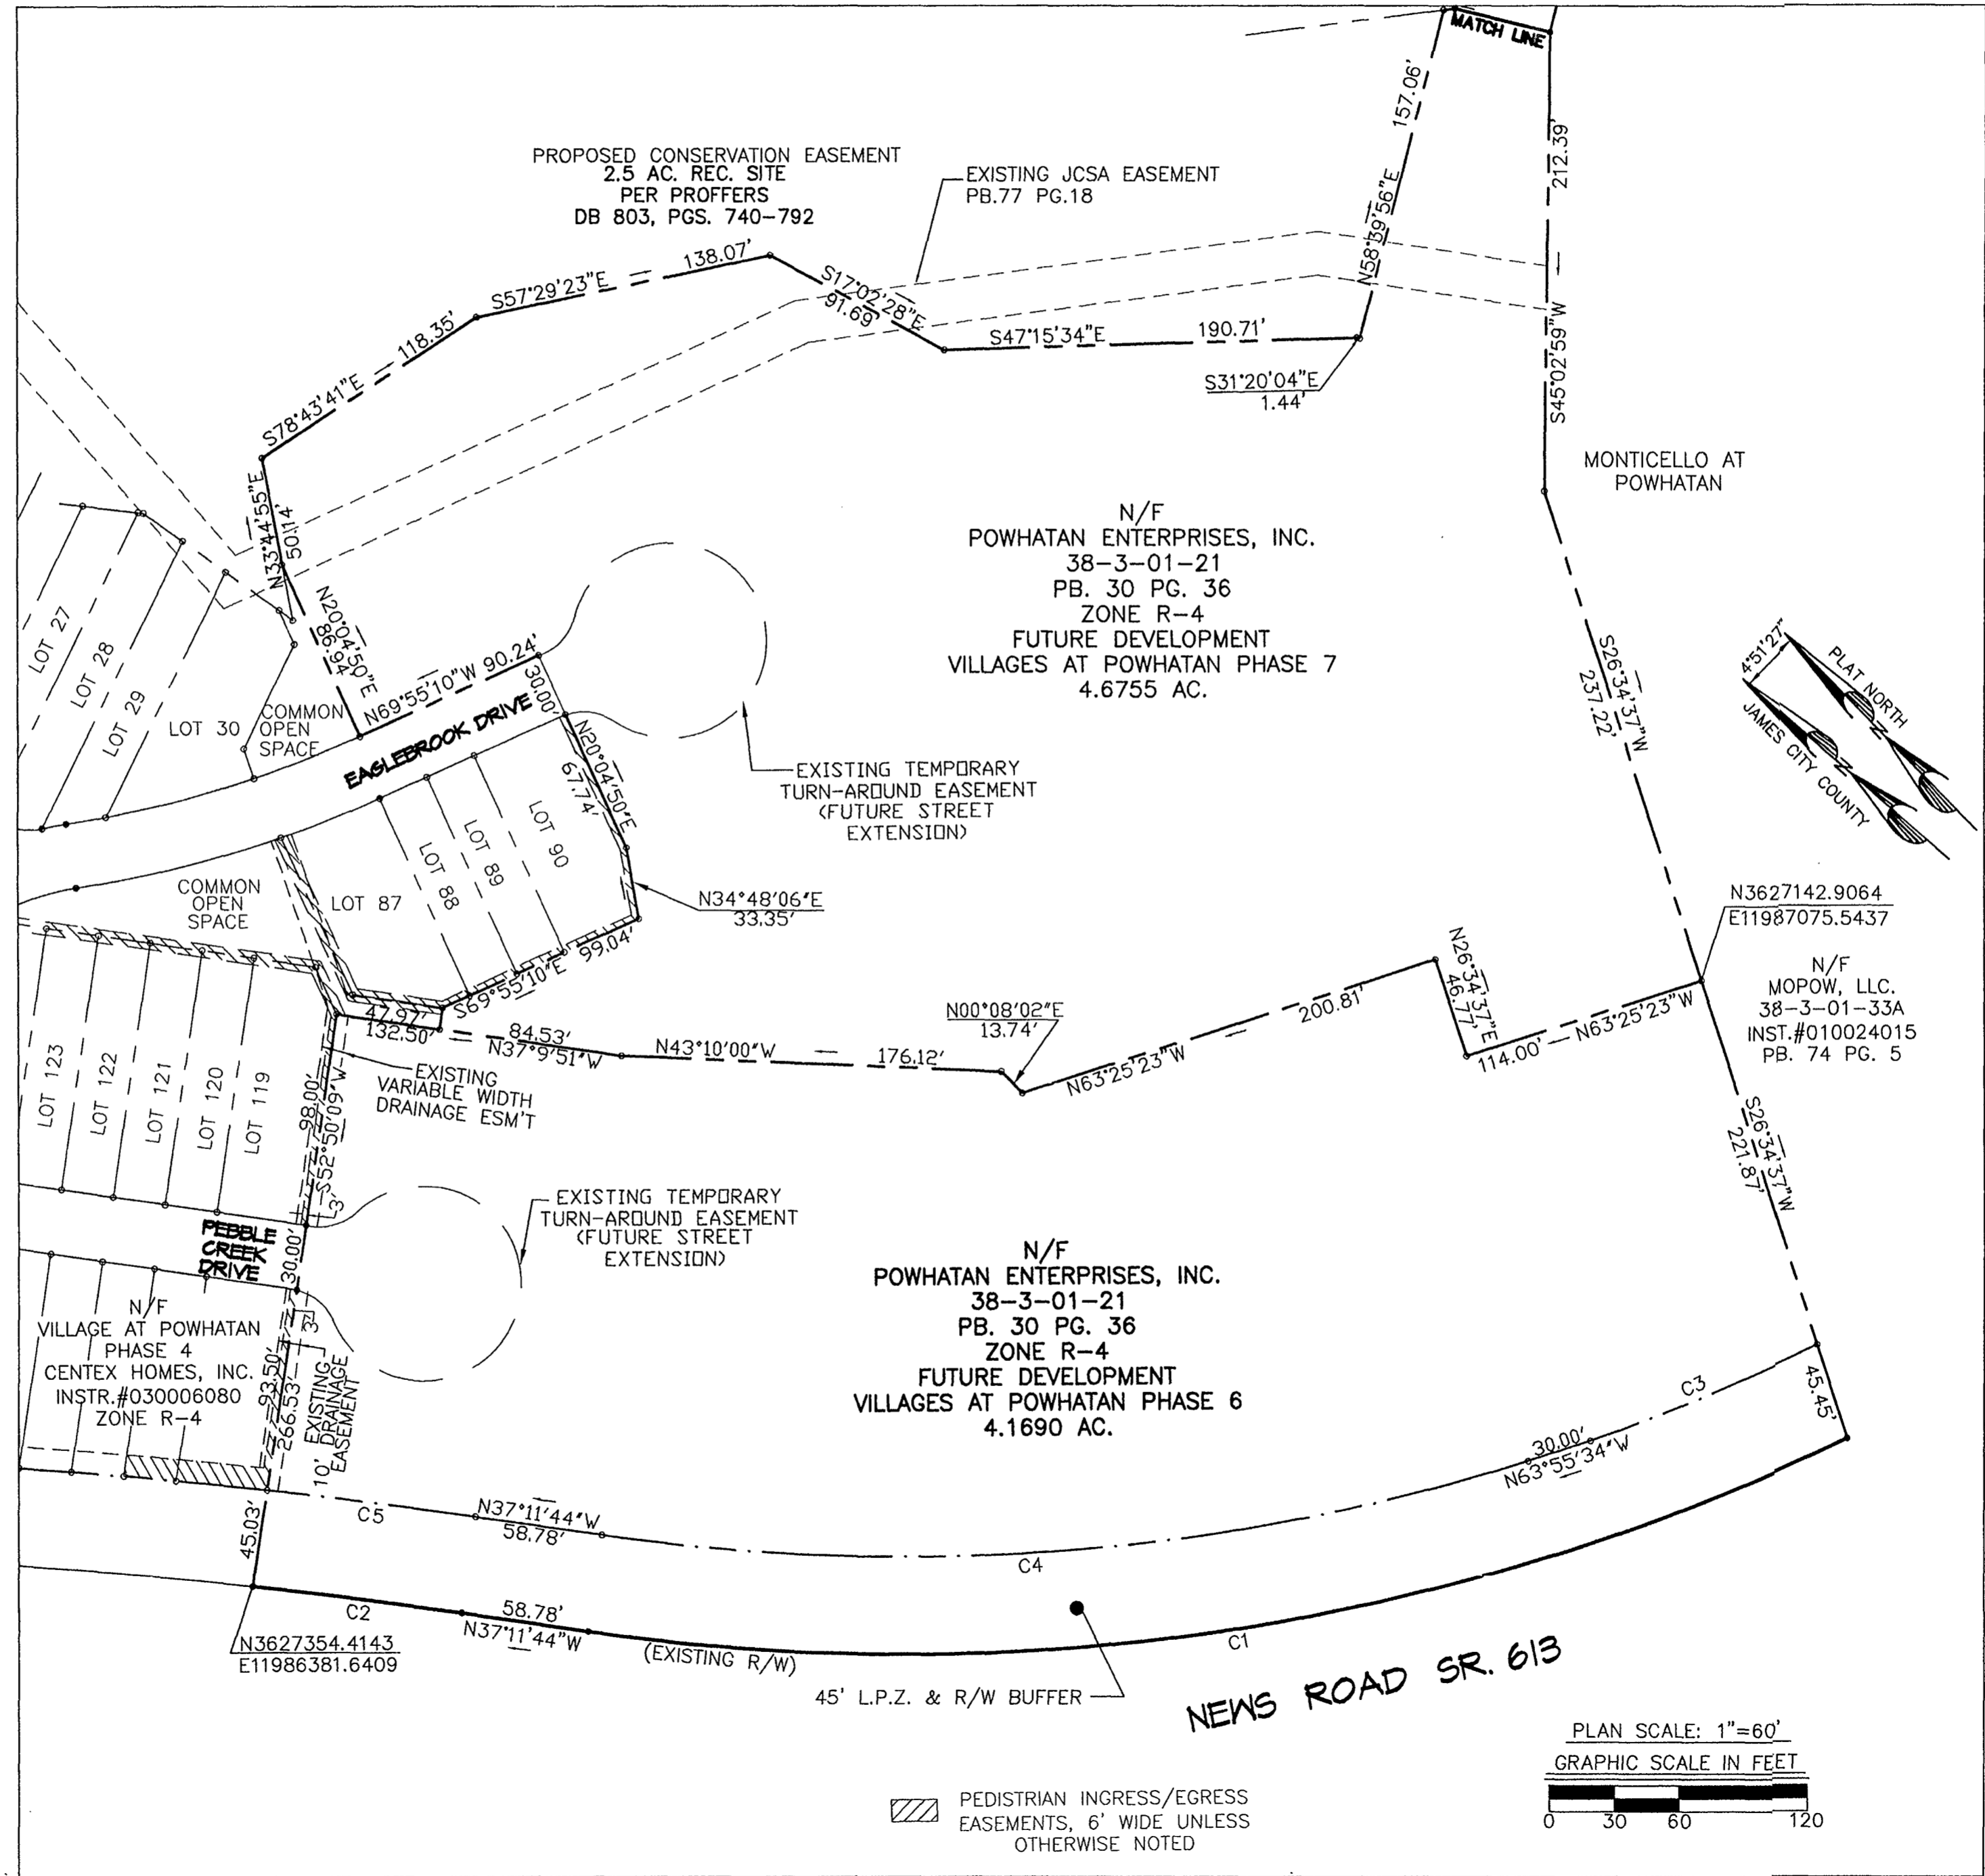 MATCH LINE
157.06'
N58°39'56"E
212.39'
S45°02'59"W
PROPOSED CONSERVATION EASEMENT
2.5 AC. REC. SITE
PER PROFFERS
DB 803, PGS. 740-792
EXISTING JCSA EASEMENT
PB.77 PG.18
138.07'
S57°29'23"E
118.35'
S78°43'41"E
S17°02'28"E
91.69'
S47°15'34"E
190.71'
S31°20'04"E
1.44'
MONTICELLO AT
POWHATAN
N33°44'55"E
50.14'
N20°04'50"E
86.94'
N/F
POWHATAN ENTERPRISES, INC.
38-3-01-21
PB. 30 PG. 36
ZONE R-4
FUTURE DEVELOPMENT
VILLAGES AT POWHATAN PHASE 7
4.6755 AC.
LOT 27
LOT 28
LOT 29
LOT 30
COMMON
OPEN
SPACE
N69°55'10"W 90.24'
30.00'
EAGLEBROOK DRIVE
N20°04'50"E
67.74'
EXISTING TEMPORARY
TURN-AROUND EASEMENT
(FUTURE STREET
EXTENSION)
S26°34'37"W
237.22'
4°51'27"
PLAT NORTH
N
JAMES CITY COUNTY
N
COMMON
OPEN
SPACE
LOT 87
LOT 88
LOT 89
LOT 90
N34°48'06"E
33.35'
S69°55'10"E 99.04'
N3627142.9064
E11987075.5437
N/F
MOPOW, LLC.
38-3-01-33A
INST.#010024015
PB. 74 PG. 5
47.97'
132.50'
84.53'
N37°9'51"W
N43°10'00"W
176.12'
N00°08'02"E
13.74'
N63°25'23"W
200.81'
N26°34'37"E
46.77'
114.00'
N63°25'23"W
LOT 123
LOT 122
LOT 121
LOT 120
LOT 119
98.00'
S52°50'09"W
3'
EXISTING
VARIABLE WIDTH
DRAINAGE ESM'T
S26°34'37"W
221.87'
PEBBLE
CREEK
DRIVE
30.00'
EXISTING TEMPORARY
TURN-AROUND EASEMENT
(FUTURE STREET
EXTENSION)
N/F
POWHATAN ENTERPRISES, INC.
38-3-01-21
PB. 30 PG. 36
ZONE R-4
FUTURE DEVELOPMENT
VILLAGES AT POWHATAN PHASE 6
4.1690 AC.
N/F
VILLAGE AT POWHATAN
PHASE 4
CENTEX HOMES, INC.
INSTR.#030006080
ZONE R-4
93.50'
266.53'
3'
10' EXISTING
DRAINAGE
EASEMENT
C3
45.45'
30.00'
N63°55'34"W
45.03'
C5
N37°11'44"W
58.78'
C4
C2
58.78'
N37°11'44"W
(EXISTING R/W)
C1
N3627354.4143
E11986381.6409
45' L.P.Z. & R/W BUFFER
NEWS ROAD SR. 613
PLAN SCALE: 1"=60'
GRAPHIC SCALE IN FEET
0 30 60 120
PEDISTRIAN INGRESS/EGRESS
EASEMENTS, 6' WIDE UNLESS
OTHERWISE NOTED